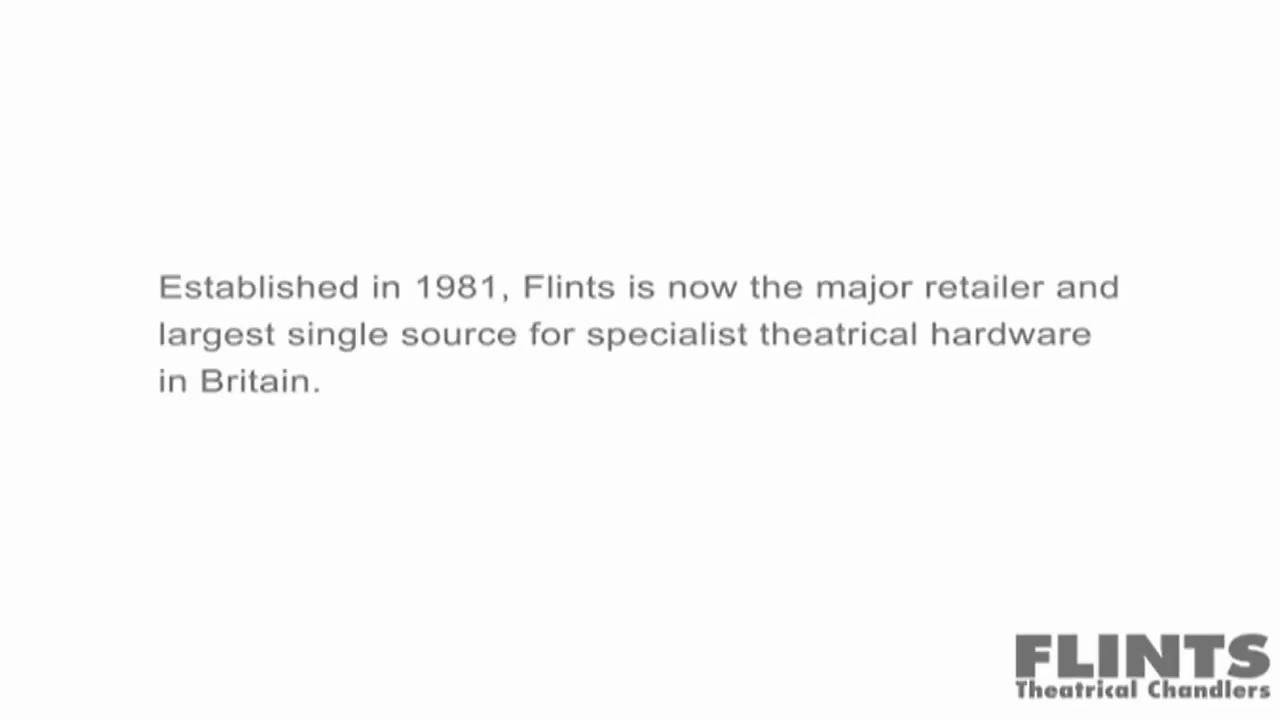 Established in 1981, Flints is now the major retailer and
largest single source for specialist theatrical hardware
in Britain.
FLINTS
Theatrical Chandlers